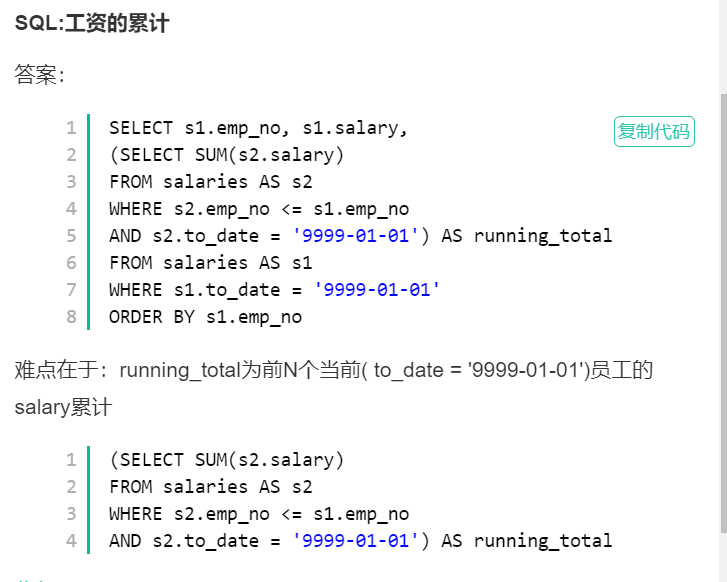 SQL:工资的累计
答案：
复制代码
1 SELECT s1.emp_no, s1.salary,
2 (SELECT SUM(s2.salary)
3 FROM salaries AS s2
4 WHERE s2.emp_no <= s1.emp_no
5 AND s2.to_date = '9999-01-01') AS running_total
6 FROM salaries AS s1
7 WHERE s1.to_date = '9999-01-01'
8 ORDER BY s1.emp_no
难点在于：running_total为前N个当前( to_date = '9999-01-01')员工的
salary累计
1 (SELECT SUM(s2.salary)
2 FROM salaries AS s2
3 WHERE s2.emp_no <= s1.emp_no
4 AND s2.to_date = '9999-01-01') AS running_total